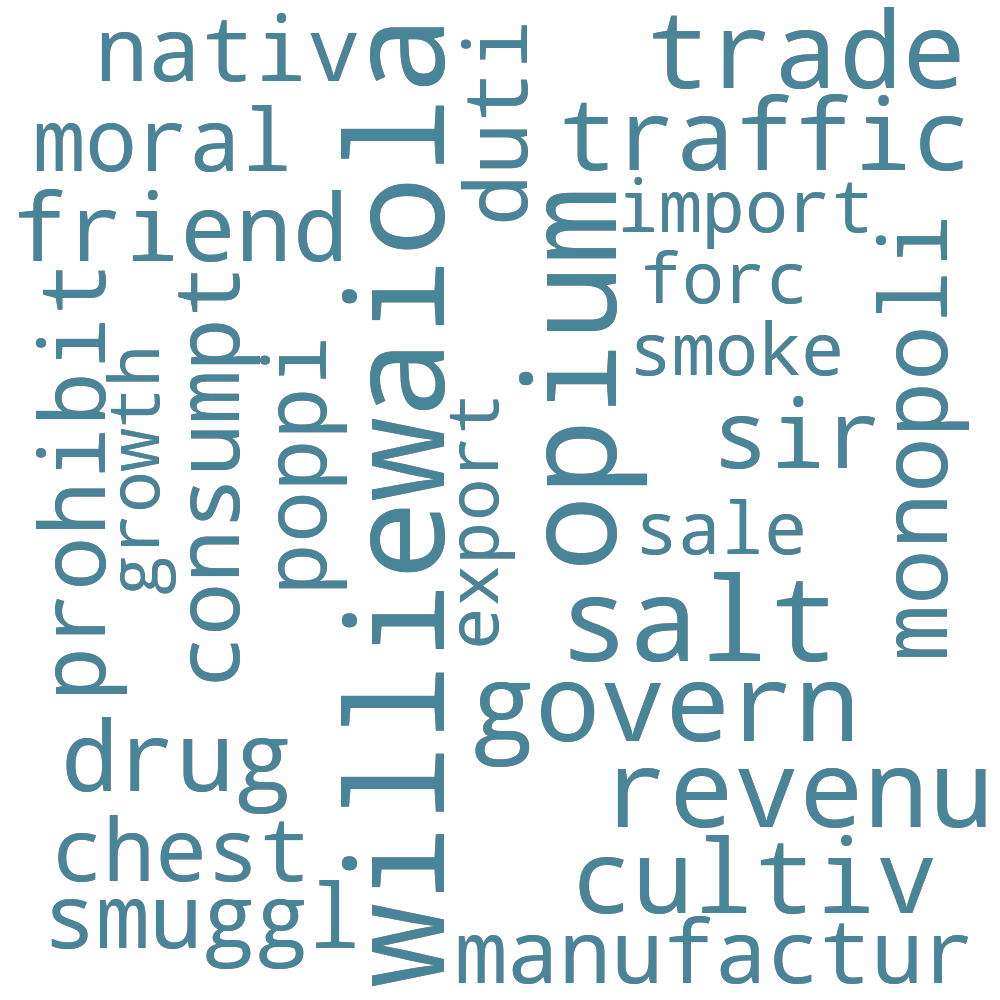 nativ
moral
friend
prohibit
growth
consumpt
poppi
drug
chest
smuggl
williewaiola
duti
export
opium
trade
traffic
import
forc
smoke
sir
sale
monopoli
salt
govern
revenu
cultiv
manufactur